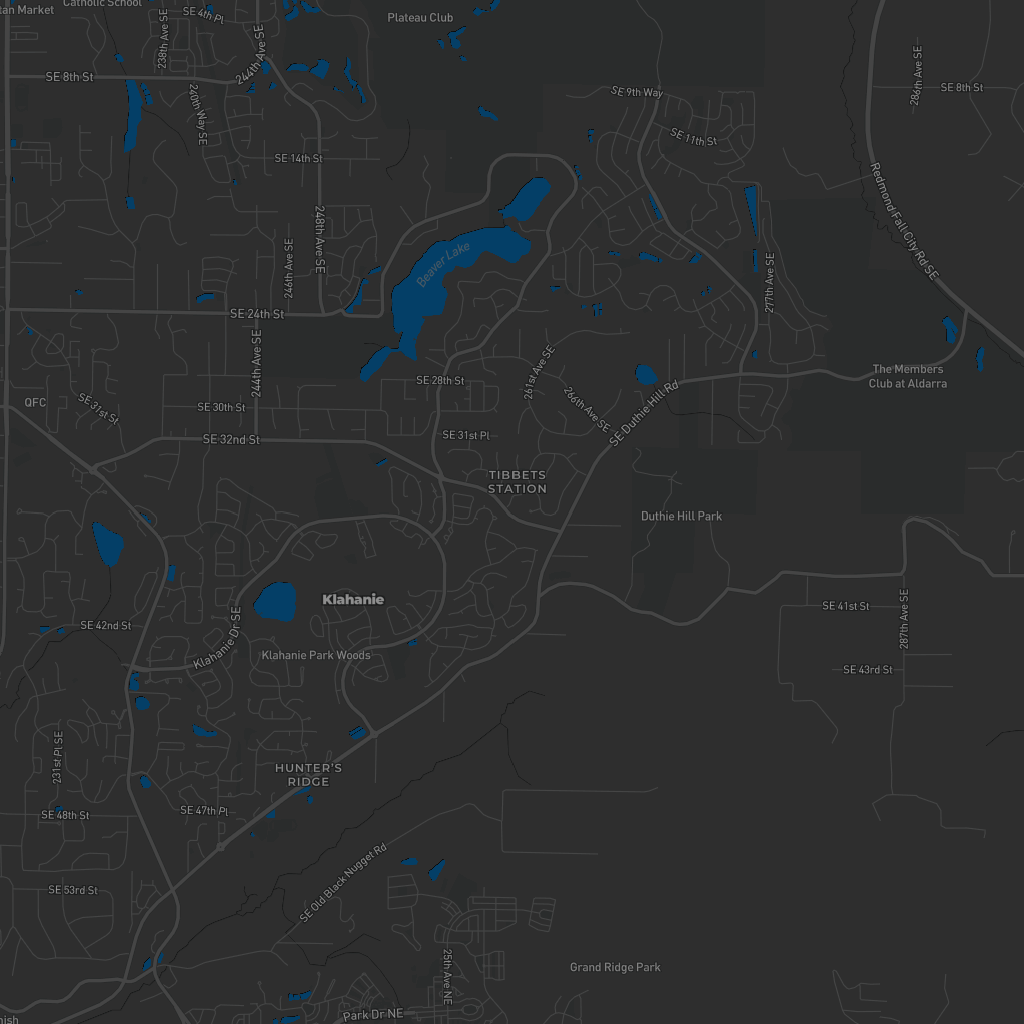 Catholic School
tan Market
SE 4th Pl
Plateau Club
238th Ave SE
244th Ave SE
SE 8th St
240th Way SE
SE 9th Way
286th Ave SE
SE 8th St
SE 11th St
SE 14th St
Redmond Fall City Rd SE
248th Ave SE
246th Ave SE
Beaver Lake
277th Ave SE
SE 24th St
244th Ave SE
261st Ave SE
SE 28th St
266th Ave SE
The Members
Club at Aldarra
QFC
SE 31st St
SE 30th St
SE Duthie Hill Rd
SE 32nd St
SE 31st Pl
TIBBETS
STATION
Duthie Hill Park
Klahanie
SE 41st St
287th Ave SE
SE 42nd St
Klahanie Dr SE
Klahanie Park Woods
SE 43rd St
231st Pl SE
HUNTER'S
RIDGE
SE 47th Pl
SE 48th St
SE Old Black Nugget Rd
SE 53rd St
25th Ave NE
Grand Ridge Park
Park Dr NE
nish